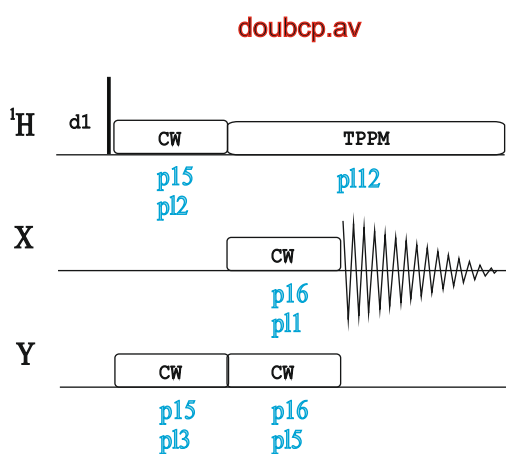 doubcp.av
¹H d1 CW TPPM
p15 pl12
pl2
X CW
p16
pl1
Y CW CW
p15 p16
pl3 pl5